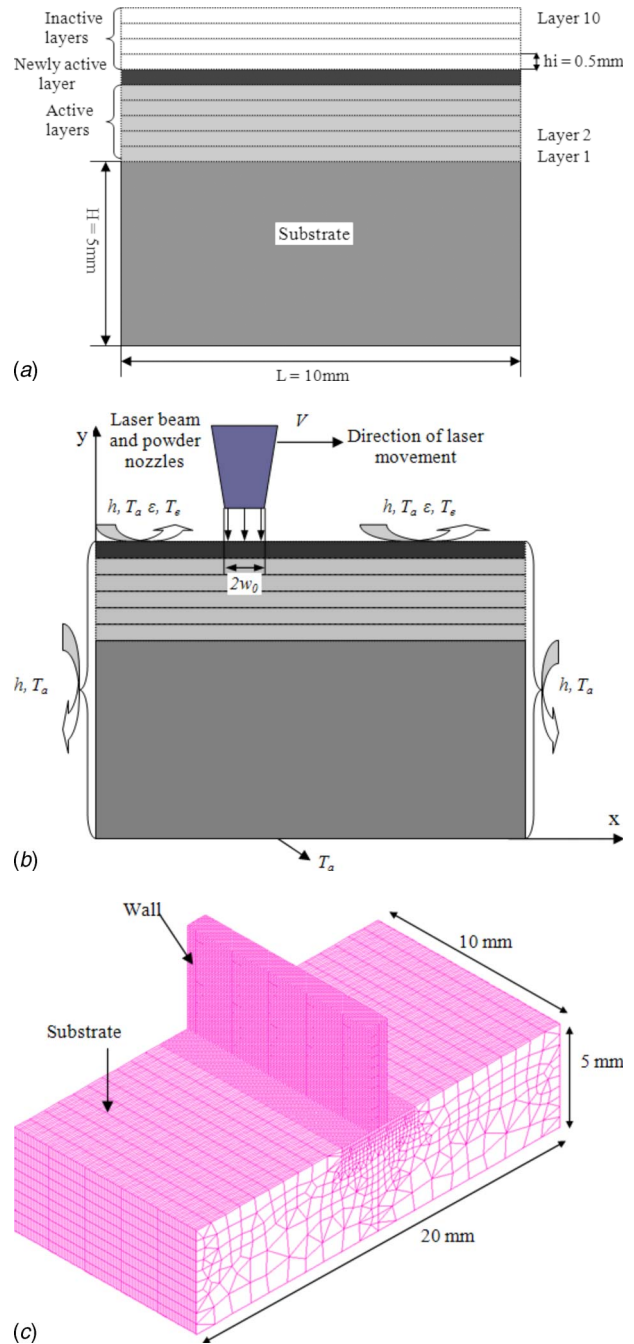 Inactive
layers
Layer 10
hi = 0.5mm
Newly active
layer
Active
layers
Layer 2
Layer 1
H = 5mm
Substrate
L = 10mm
(a)
Laser beam
and powder
nozzles
V
Direction of laser
movement
y
h, Ta ε, Te
h, Ta ε, Te
2w0
h, Ta
h, Ta
x
Ta
(b)
Wall
10 mm
Substrate
5 mm
20 mm
(c)